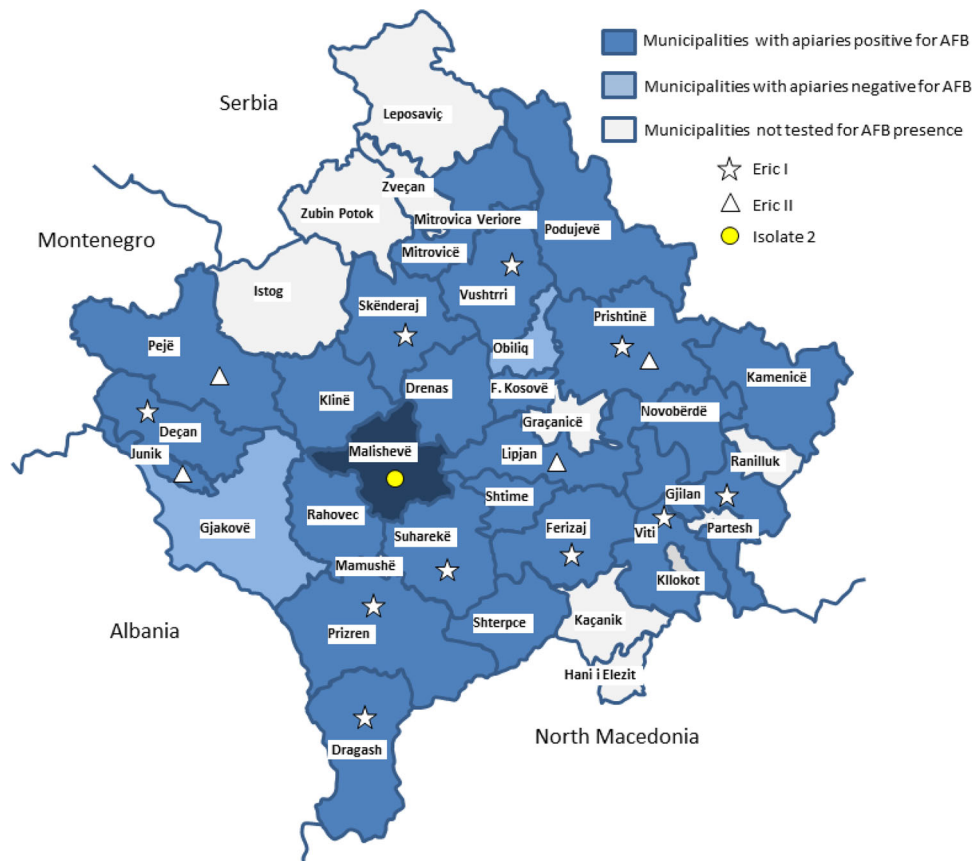 Municipalities with apiaries positive for AFB
Municipalities with apiaries negative for AFB
Municipalities not tested for AFB presence
Eric I
Eric II
Isolate 2
Serbia
Leposaviç
Zveçan
Zubin Potok
Mitrovica Veriore
Podujevë
Montenegro
Mitrovicë
Istog
Skënderaj
Vushtrri
Prishtinë
Pejë
Obiliq
Kamenicë
Klinë
Drenas
F. Kosovë
Novobërdë
Graçanicë
Deçan
Junik
Malishevë
Lipjan
Ranilluk
Shtime
Gjilan
Rahovec
Gjakovë
Suharekë
Ferizaj
Viti
Partesh
Mamushë
Kllokot
Albania
Prizren
Shterpce
Kaçanik
Hani i Elezit
North Macedonia
Dragash